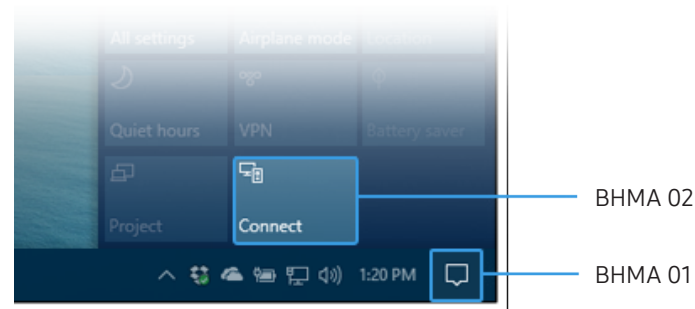 All settings Airplane mode Location
Quiet hours VPN Battery saver
Project Connect
BHMA 02
1:20 PM
BHMA 01